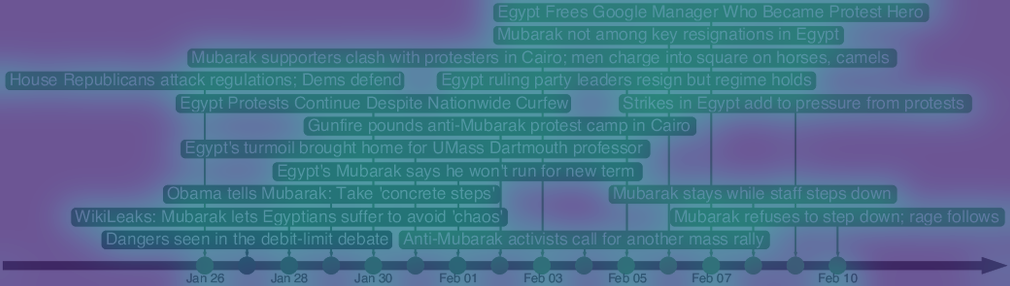 Egypt Frees Google Manager Who Became Protest Hero
Mubarak not among key resignations in Egypt
Mubarak supporters clash with protesters in Cairo; men charge into square on horses, camels
House Republicans attack regulations; Dems defend
Egypt ruling party leaders resign but regime holds
Egypt Protests Continue Despite Nationwide Curfew
Strikes in Egypt add to pressure from protests
Gunfire pounds anti-Mubarak protest camp in Cairo
Egypt's turmoil brought home for UMass Dartmouth professor
Egypt's Mubarak says he won't run for new term
Obama tells Mubarak: Take 'concrete steps'
Mubarak stays while staff steps down
WikiLeaks: Mubarak lets Egyptians suffer to avoid 'chaos'
Mubarak refuses to step down; rage follows
Dangers seen in the debit-limit debate
Anti-Mubarak activists call for another mass rally
Jan 26 Jan 28 Jan 30 Feb 01 Feb 03 Feb 05 Feb 07 Feb 10